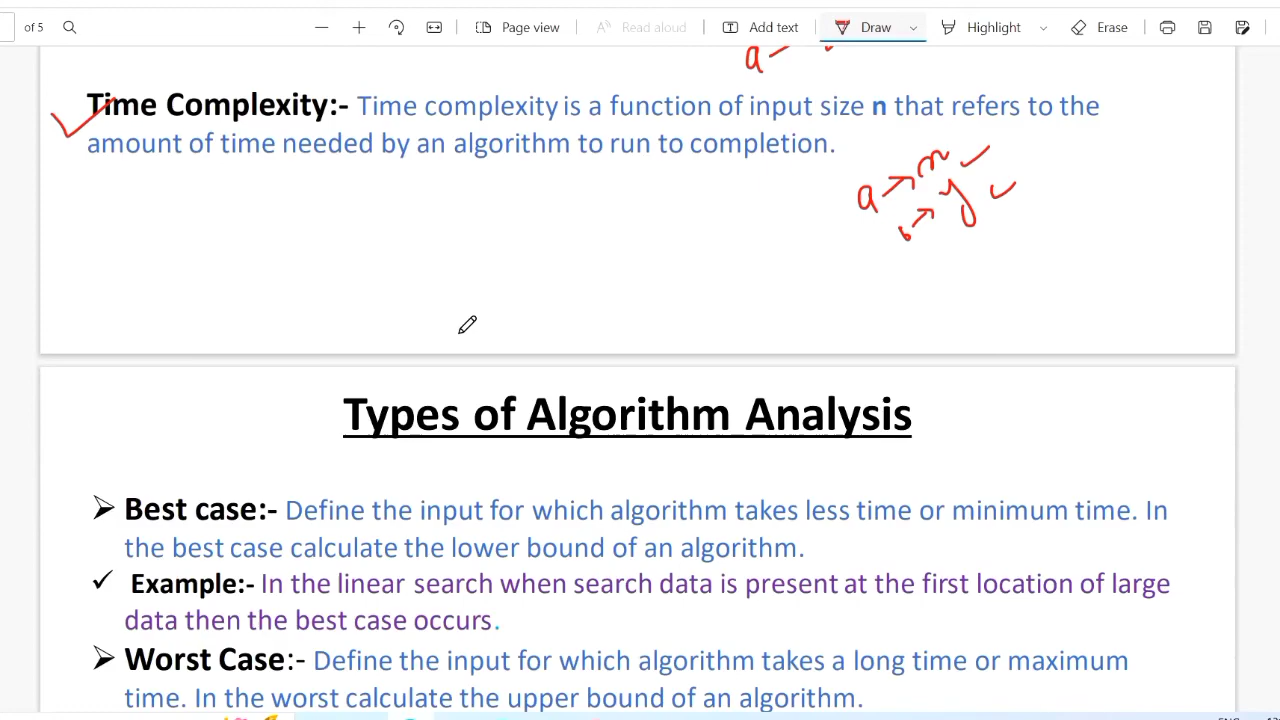 of 5
Page view
Read aloud
Add text
Draw
Highlight
Erase
a
Time Complexity:- Time complexity is a function of input size n that refers to the
amount of time needed by an algorithm to run to completion.
a → x
b → y
Types of Algorithm Analysis
Best case:- Define the input for which algorithm takes less time or minimum time. In
the best case calculate the lower bound of an algorithm.
Example:- In the linear search when search data is present at the first location of large
data then the best case occurs.
Worst Case:- Define the input for which algorithm takes a long time or maximum
time. In the worst calculate the upper bound of an algorithm.